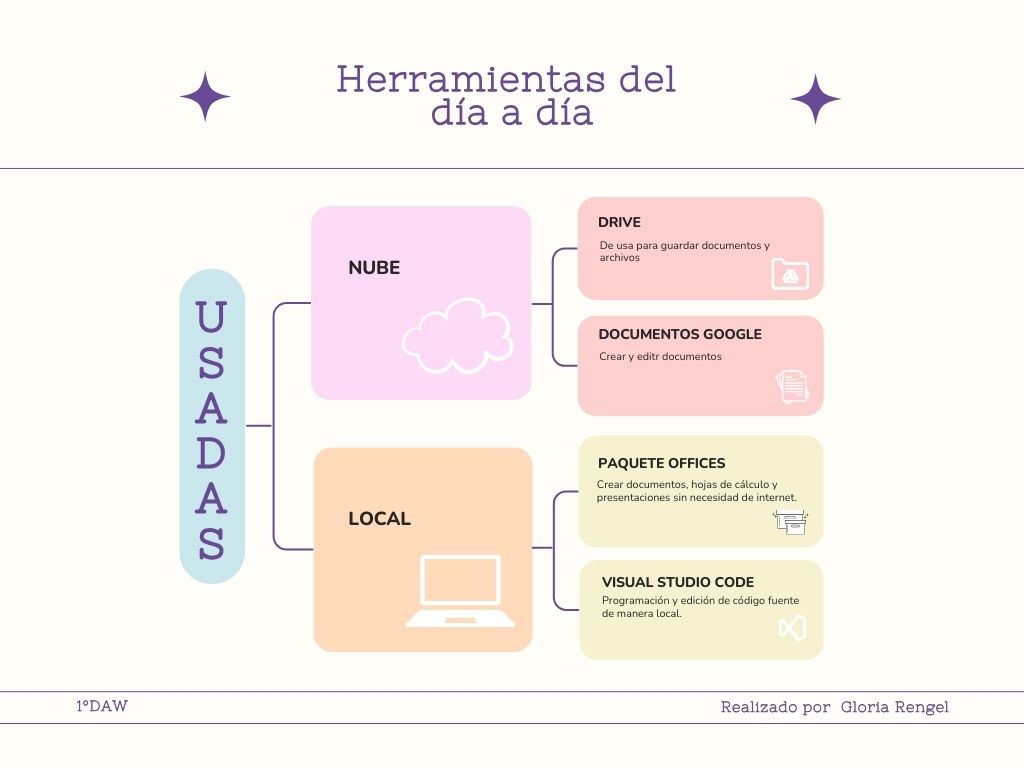 Herramientas del
día a día
USADAS
NUBE
DRIVE
De usa para guardar documentos y
archivos
DOCUMENTOS GOOGLE
Crear y editr documentos
LOCAL
PAQUETE OFFICES
Crear documentos, hojas de cálculo y
presentaciones sin necesidad de internet.
VISUAL STUDIO CODE
Programación y edición de código fuente
de manera local.
1ºDAW
Realizado por Gloria Rengel